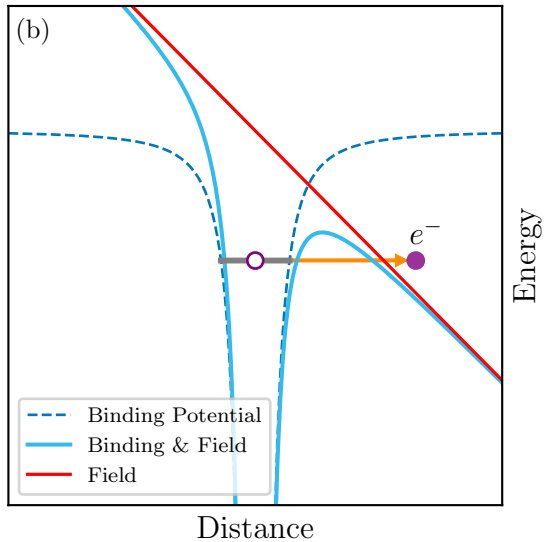 (b)
e⁻
Energy
Binding Potential
Binding & Field
Field
Distance